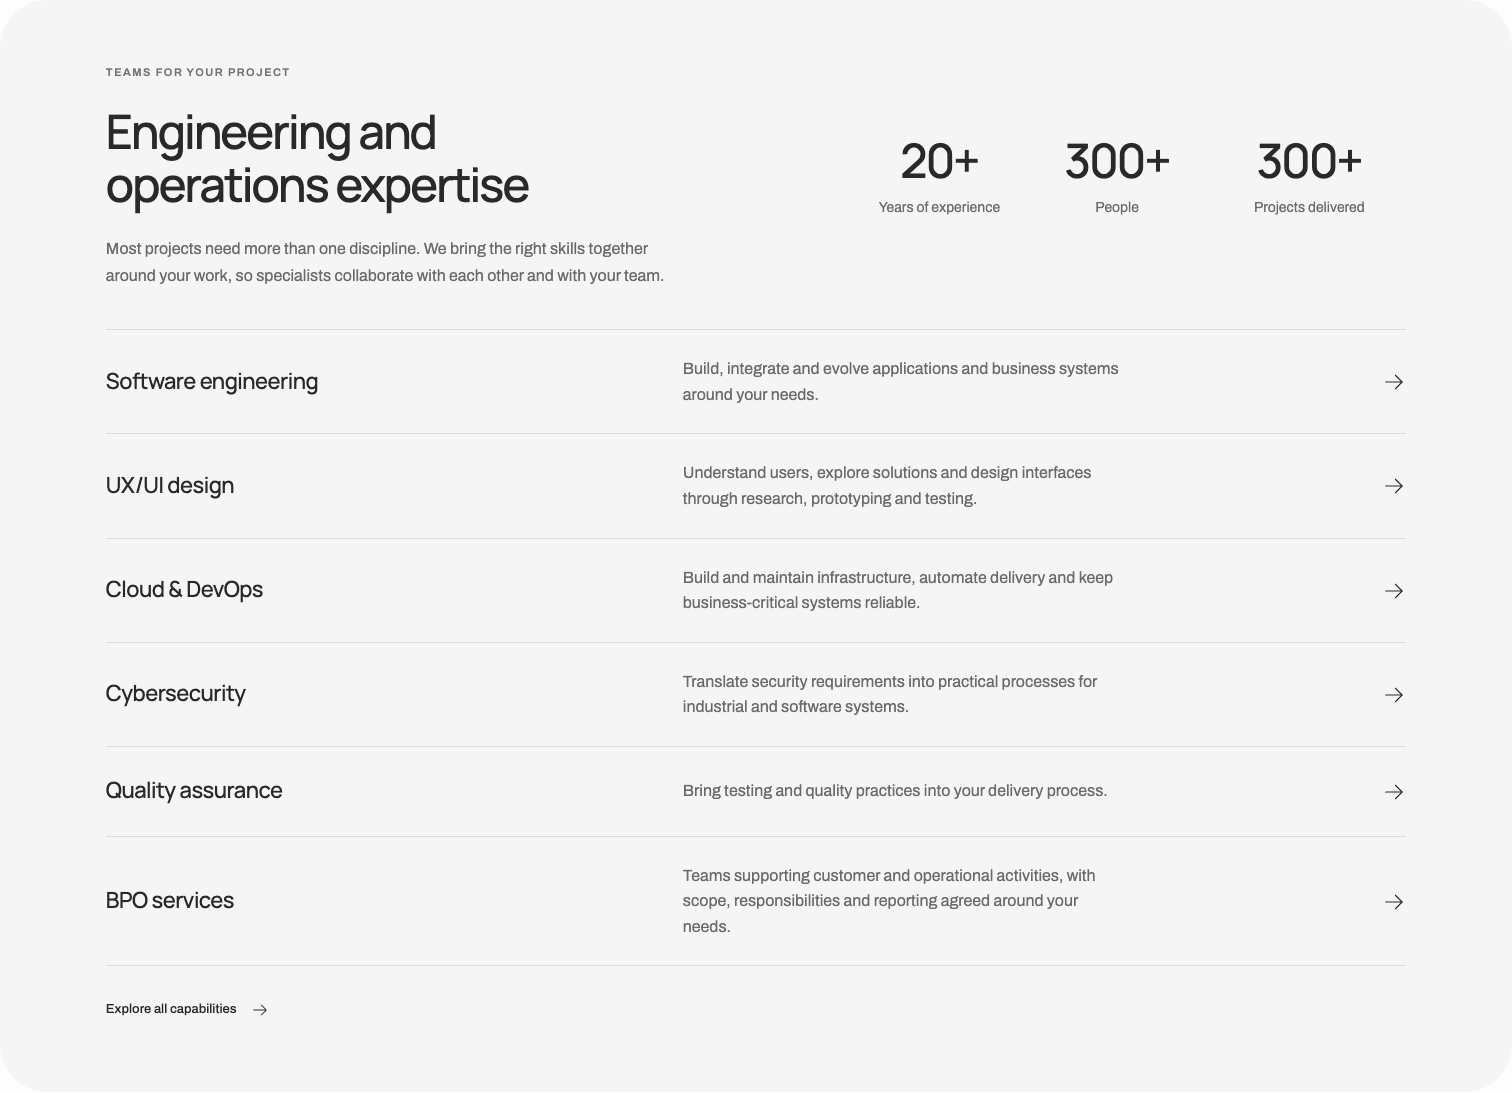 TEAMS FOR YOUR PROJECT
Engineering and
operations expertise
Most projects need more than one discipline. We bring the right skills together
around your work, so specialists collaborate with each other and with your team.
20+
Years of experience
300+
People
300+
Projects delivered
Software engineering
Build, integrate and evolve applications and business systems
around your needs.
UX/UI design
Understand users, explore solutions and design interfaces
through research, prototyping and testing.
Cloud & DevOps
Build and maintain infrastructure, automate delivery and keep
business-critical systems reliable.
Cybersecurity
Translate security requirements into practical processes for
industrial and software systems.
Quality assurance
Bring testing and quality practices into your delivery process.
BPO services
Teams supporting customer and operational activities, with
scope, responsibilities and reporting agreed around your
needs.
Explore all capabilities